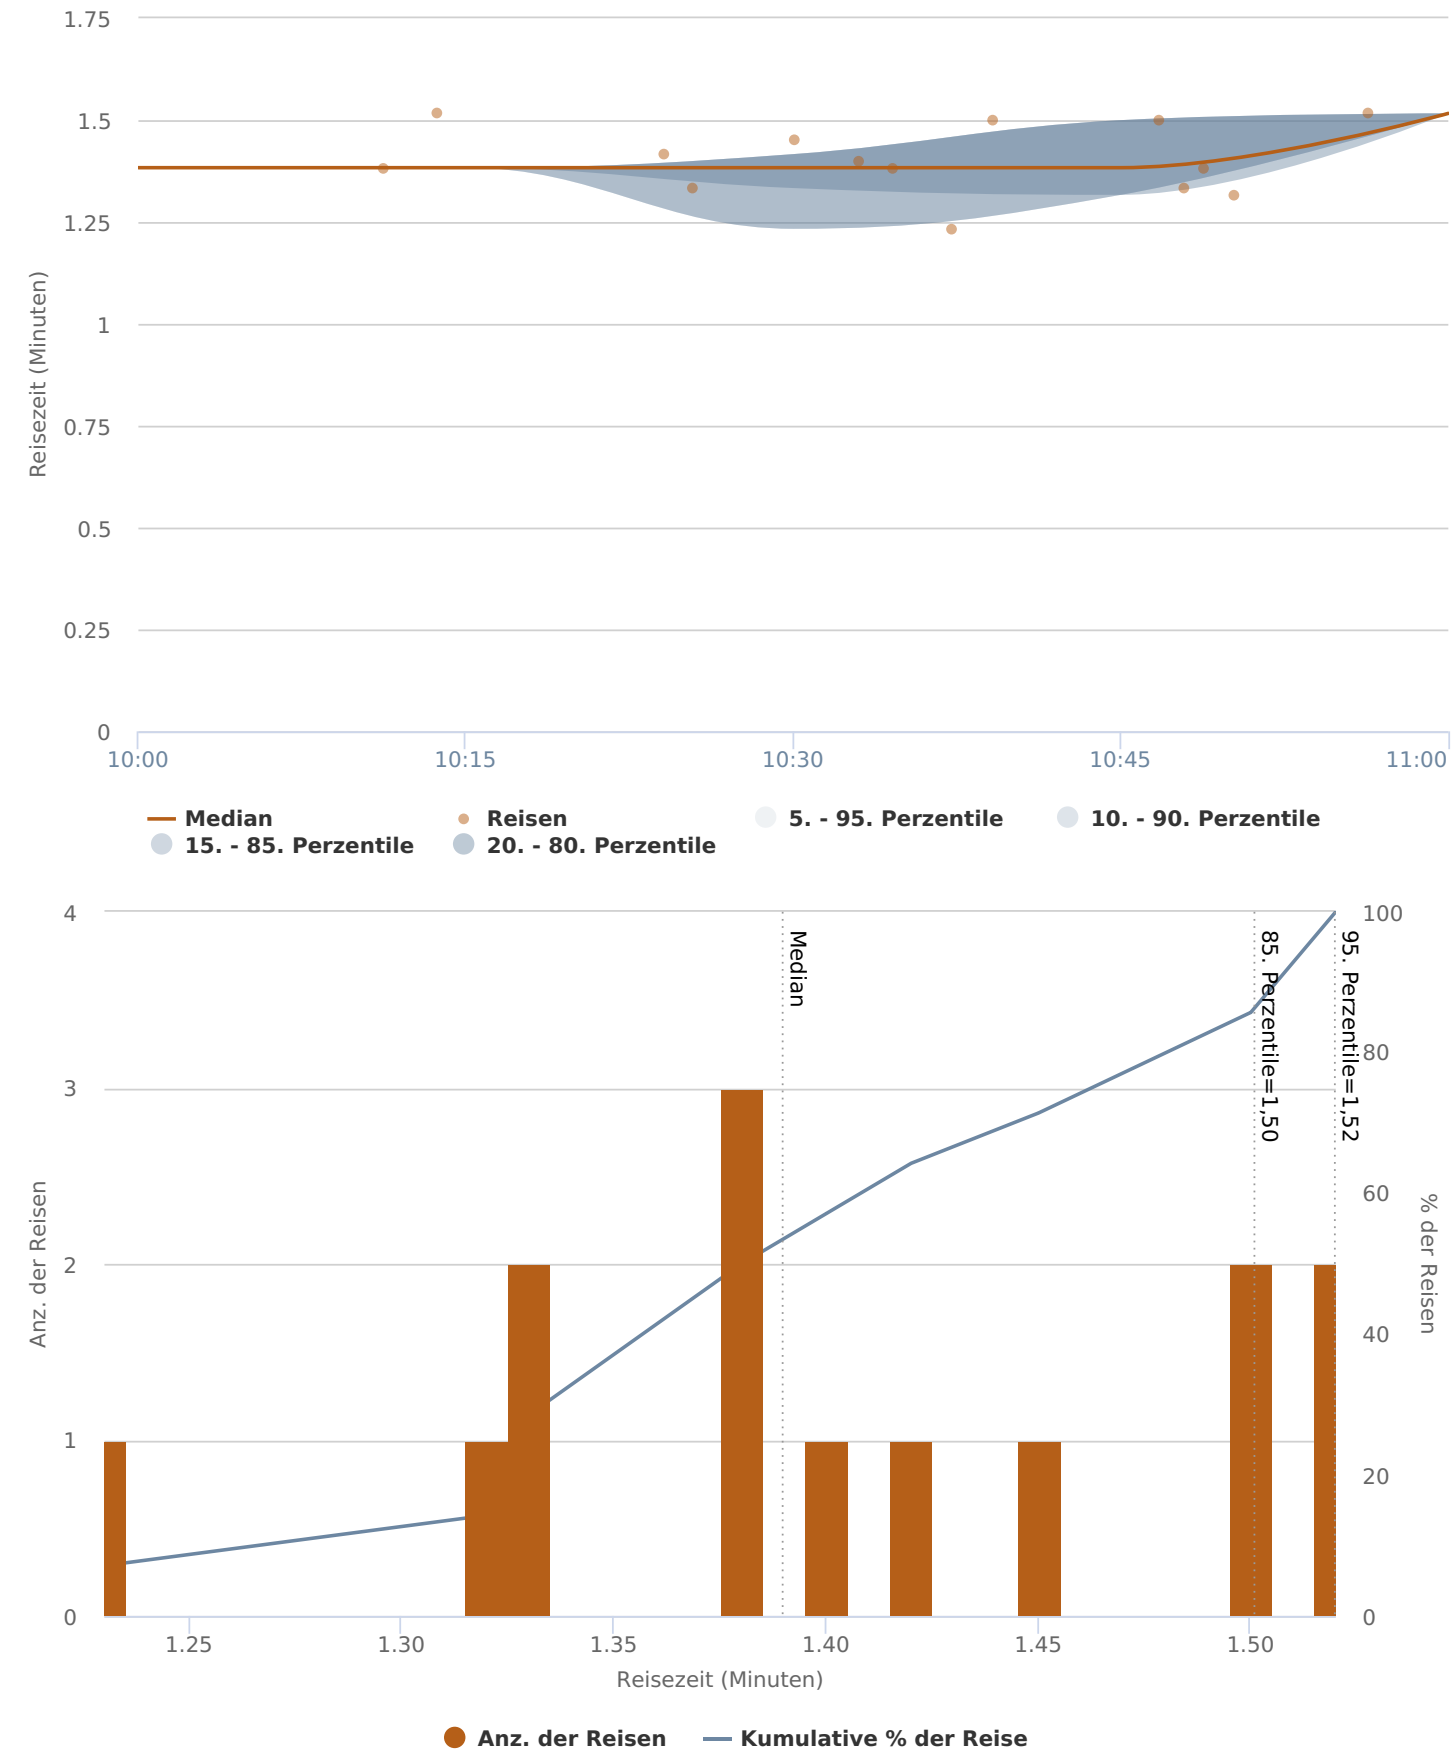 1.75
1.5
1.25
1
0.75
0.5
0.25
0
Reisezeit (Minuten)
10:00 10:15 10:30 10:45 11:00
Median Reisen 5. - 95. Perzentile 10. - 90. Perzentile
15. - 85. Perzentile 20. - 80. Perzentile
4
3
2
1
0
Anz. der Reisen
Median
85. Perzentile=1,50
95. Perzentile=1,52
100
80
60
40
20
0
% der Reisen
1.25 1.30 1.35 1.40 1.45 1.50
Reisezeit (Minuten)
Anz. der Reisen Kumulative % der Reise